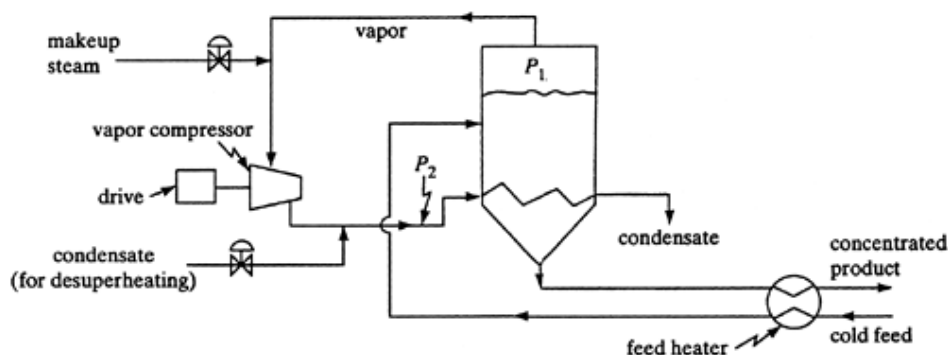 vapor
makeup
steam
P1.
vapor compressor
P2
drive
condensate
condensate
(for desuperheating)
concentrated
product
cold feed
feed heater